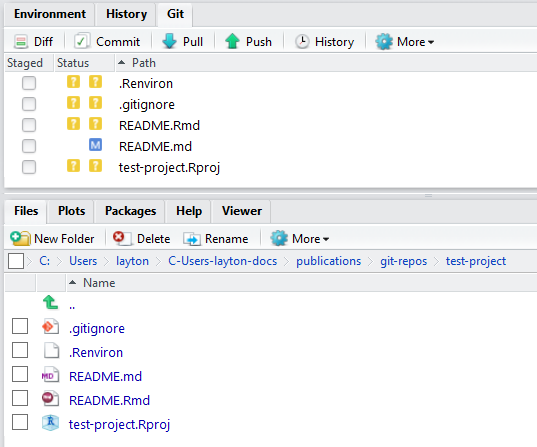 Environment History Git
Diff Commit Pull Push History More
Staged Status Path
? ? .Renviron
? ? .gitignore
? ? README.Rmd
M README.md
? ? test-project.Rproj
Files Plots Packages Help Viewer
New Folder Delete Rename More
C: Users layton C-Users-layton-docs publications git-repos test-project
Name
..
.gitignore
.Renviron
MD README.md
README.Rmd
R test-project.Rproj